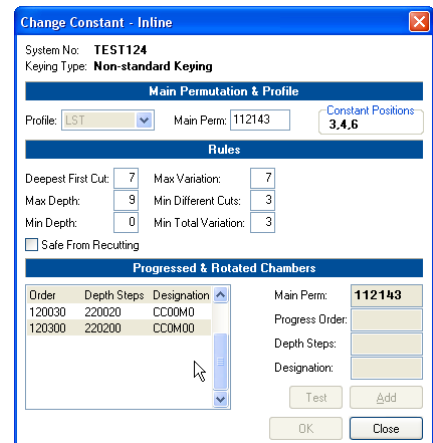 Change Constant - Inline
System No: TEST124
Keying Type: Non-standard Keying
Main Permutation & Profile
Profile: LST Main Perm: 112143 Constant Positions 3,4,6
Rules
Deepest First Cut: 7 Max Variation: 7
Max Depth: 9 Min Different Cuts: 3
Min Depth: 0 Min Total Variation: 3
Safe From Recutting
Progressed & Rotated Chambers
Order Depth Steps Designation Main Perm: 112143
120030 220020 CC00M0
120300 220200 CC0M00
Progress Order:
Depth Steps:
Designation:
Test Add
OK Close